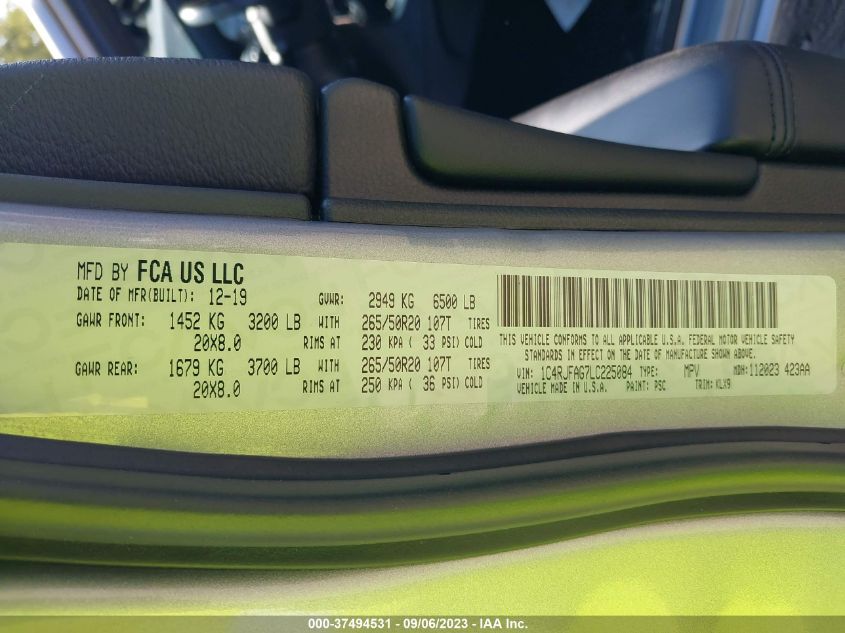 MFD BY FCA US LLC
DATE OF MFR(BUILT): 12-19 GVWR: 2949 KG 6500 LB
GAWR FRONT: 1452 KG 3200 LB WITH 265/50R20 107T TIRES
20X8.0 RIMS AT 230 KPA ( 33 PSI) COLD
GAWR REAR: 1679 KG 3700 LB WITH 265/50R20 107T TIRES
20X8.0 RIMS AT 250 KPA ( 36 PSI) COLD
THIS VEHICLE CONFORMS TO ALL APPLICABLE U.S.A. FEDERAL MOTOR VEHICLE SAFETY
STANDARDS IN EFFECT ON THE DATE OF MANUFACTURE SHOWN ABOVE.
VIN: 1C4RJFAG7LC225084 TYPE: MPV MDH: 112023 423AA
VEHICLE MADE IN U.S.A. PAINT: PSC TRIM: KLX9
000-37494531 - 09/06/2023 - IAA Inc.